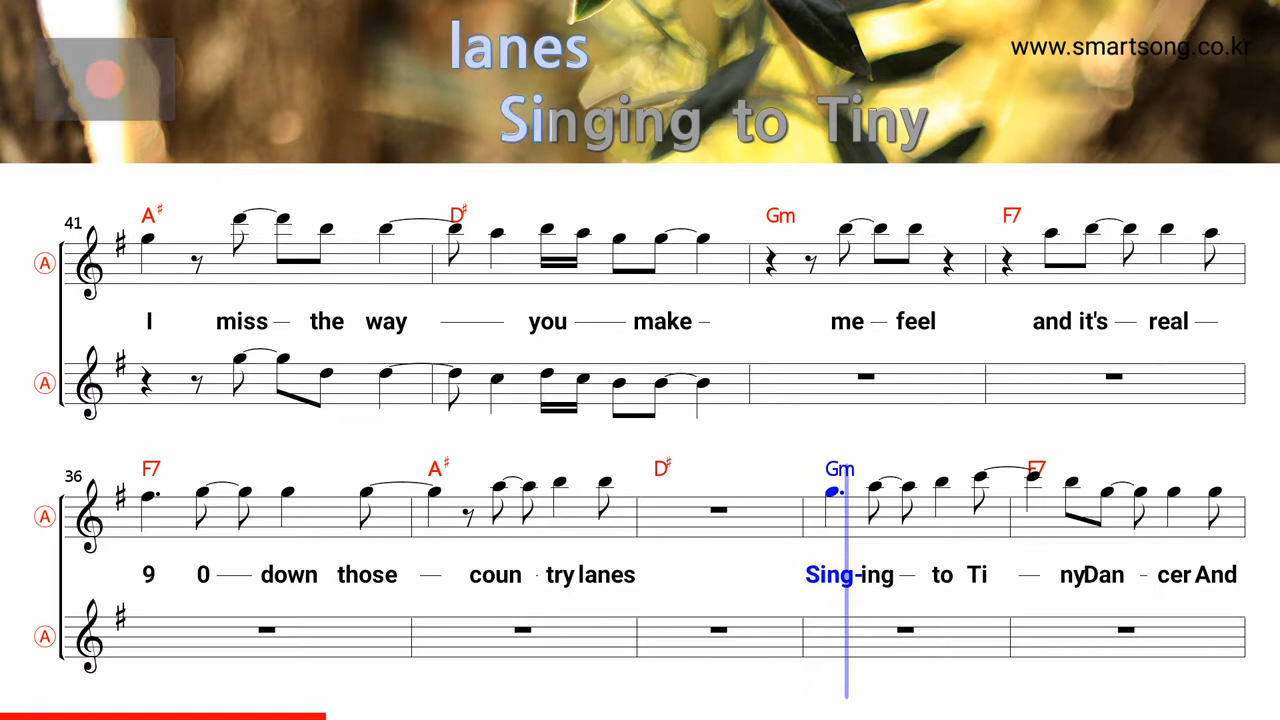 lanes
www.smartsong.co.kr
Singing to Tiny
41
A♯ D♯ Gm F7
A
I miss the way you make me feel and it's real
A
36
F7 A♯ D♯ Gm F7
A
9 0 down those coun try lanes Sing-ing to Ti nyDan cer And
A